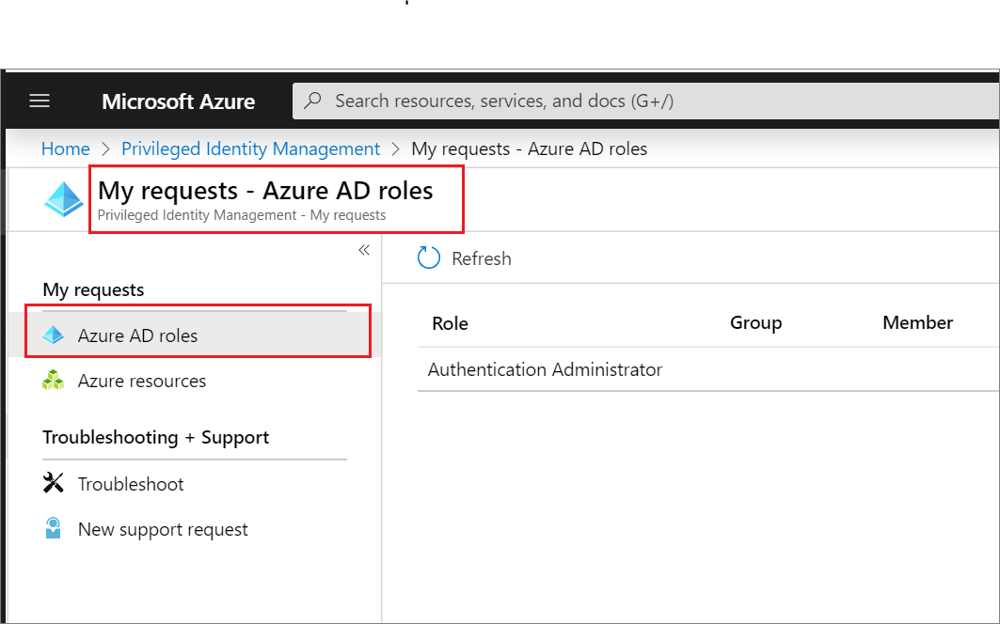 Microsoft Azure
Search resources, services, and docs (G+/)
Home > Privileged Identity Management > My requests - Azure AD roles
My requests - Azure AD roles
Privileged Identity Management - My requests
«
My requests
Azure AD roles
Azure resources
Troubleshooting + Support
Troubleshoot
New support request
Refresh
Role Group Member
Authentication Administrator